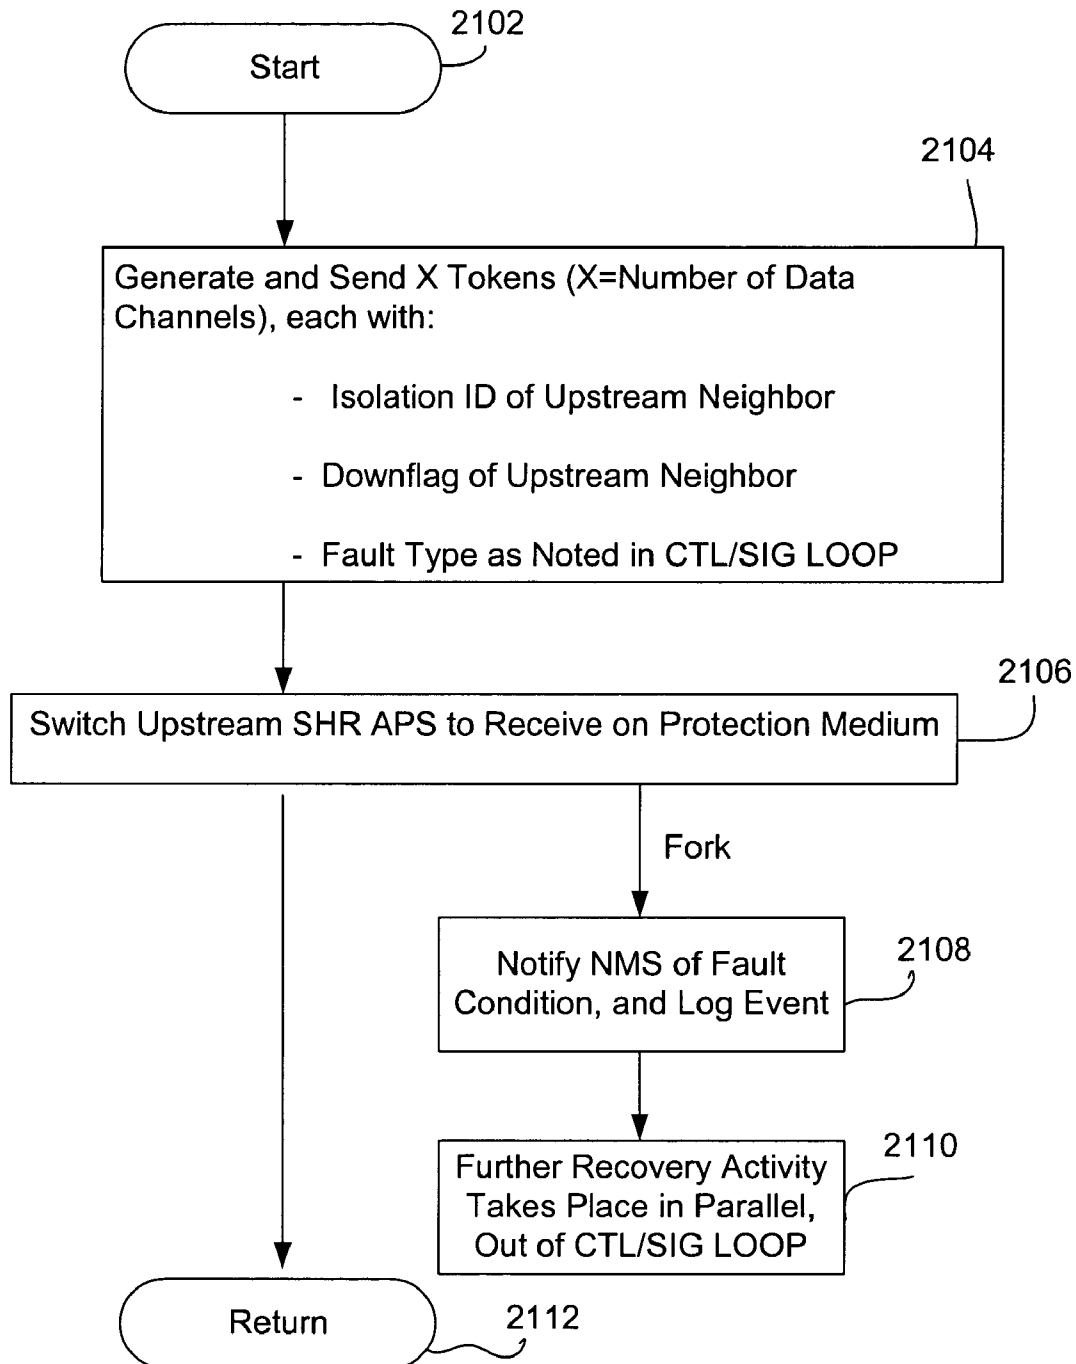 2102
Start
2104
Generate and Send X Tokens (X=Number of Data
Channels), each with:
- Isolation ID of Upstream Neighbor
- Downflag of Upstream Neighbor
- Fault Type as Noted in CTL/SIG LOOP
2106
Switch Upstream SHR APS to Receive on Protection Medium
Fork
2108
Notify NMS of Fault
Condition, and Log Event
2110
Further Recovery Activity
Takes Place in Parallel,
Out of CTL/SIG LOOP
Return
2112